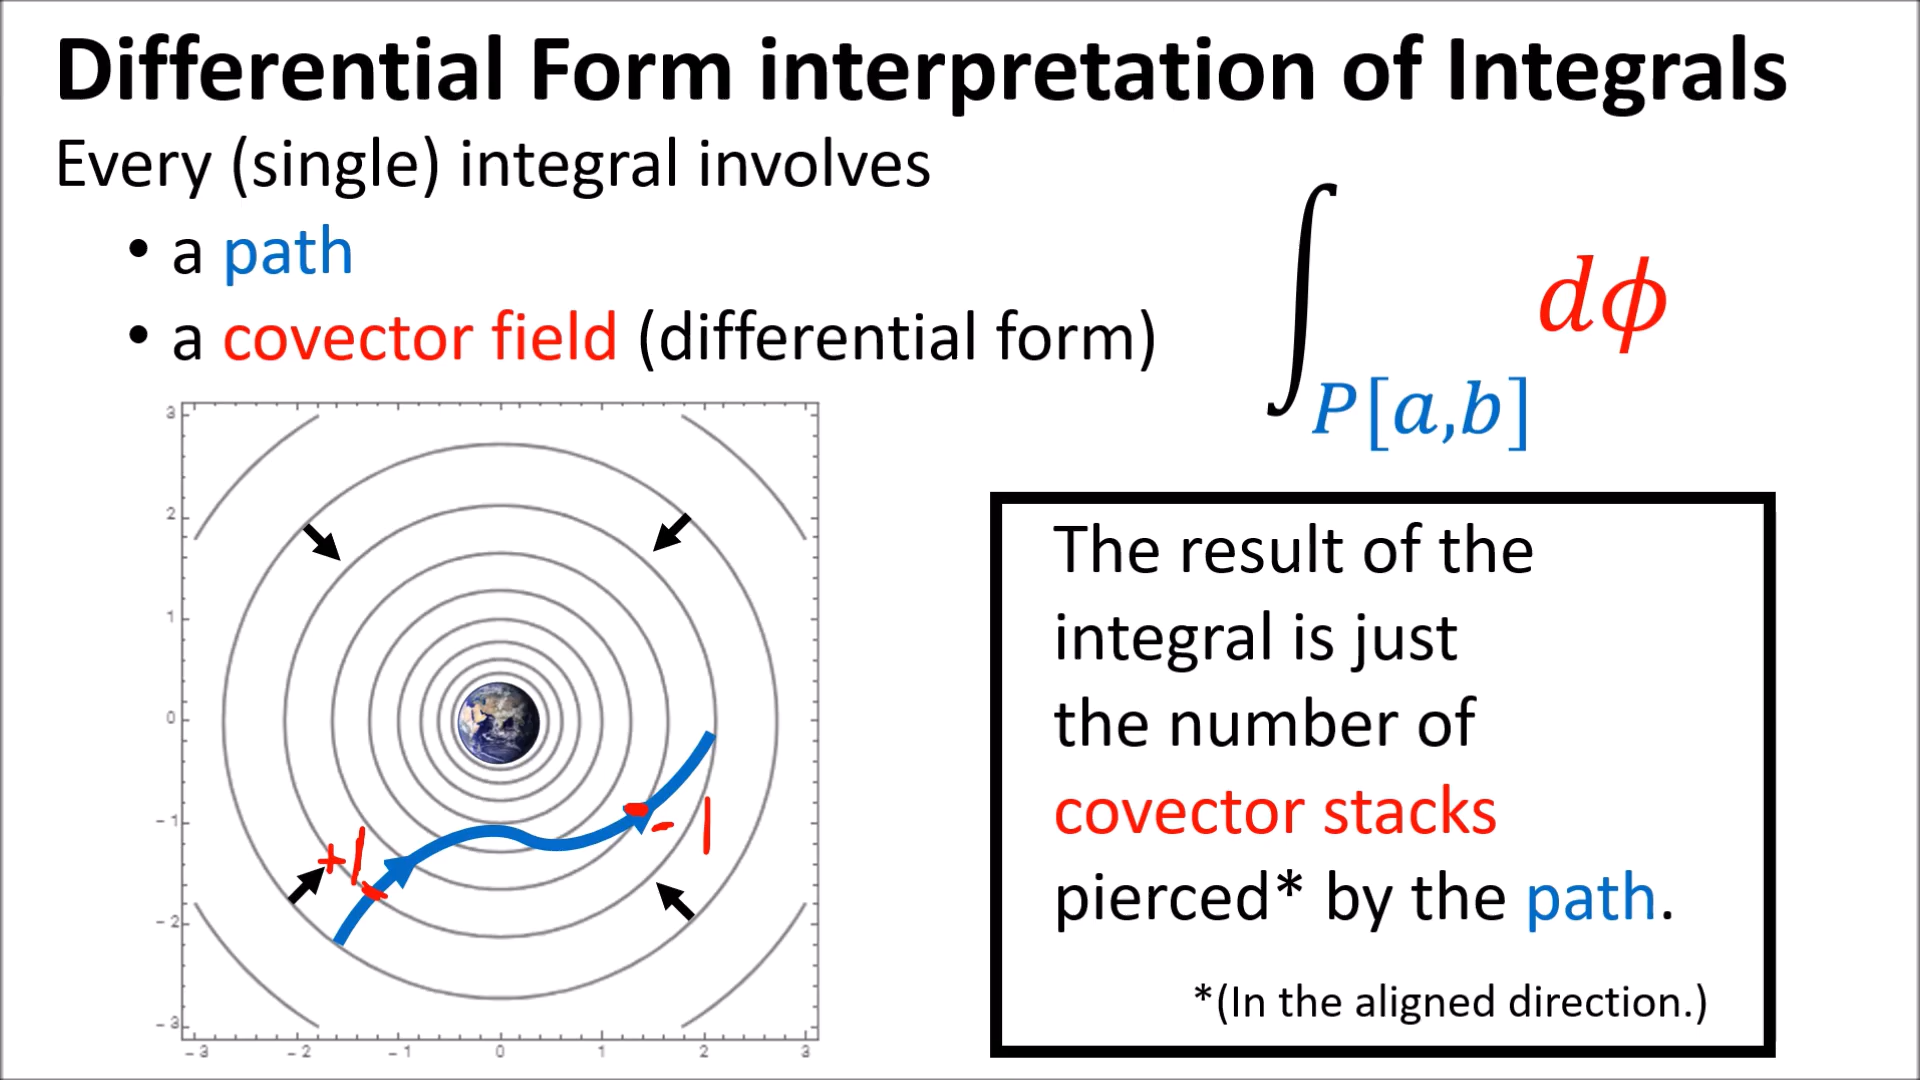 Differential Form interpretation of Integrals
Every (single) integral involves
• a path
• a covector field (differential form)
∫P[a,b] dϕ
3
2
1
0
-1
-2
-3
-3 -2 -1 0 1 2 3
+1
-1
The result of the
integral is just
the number of
covector stacks
pierced* by the path.
*(In the aligned direction.)